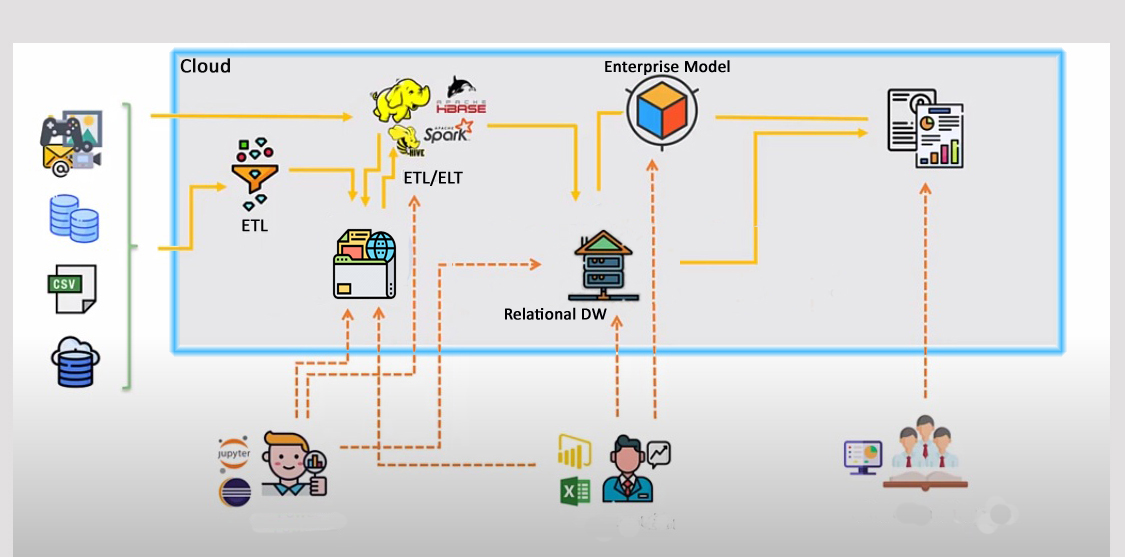 Cloud
Enterprise Model
APACHE
HBASE
APACHE
Spark
HIVE
ETL/ELT
ETL
@
CSV
Relational DW
jupyter
X